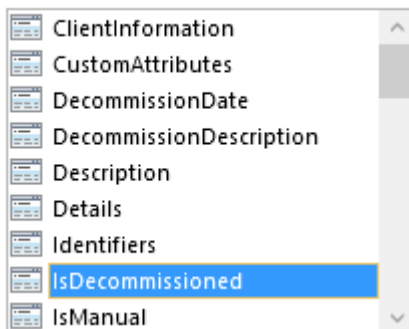 ClientInformation
CustomAttributes
DecommissionDate
DecommissionDescription
Description
Details
Identifiers
IsDecommissioned
IsManual